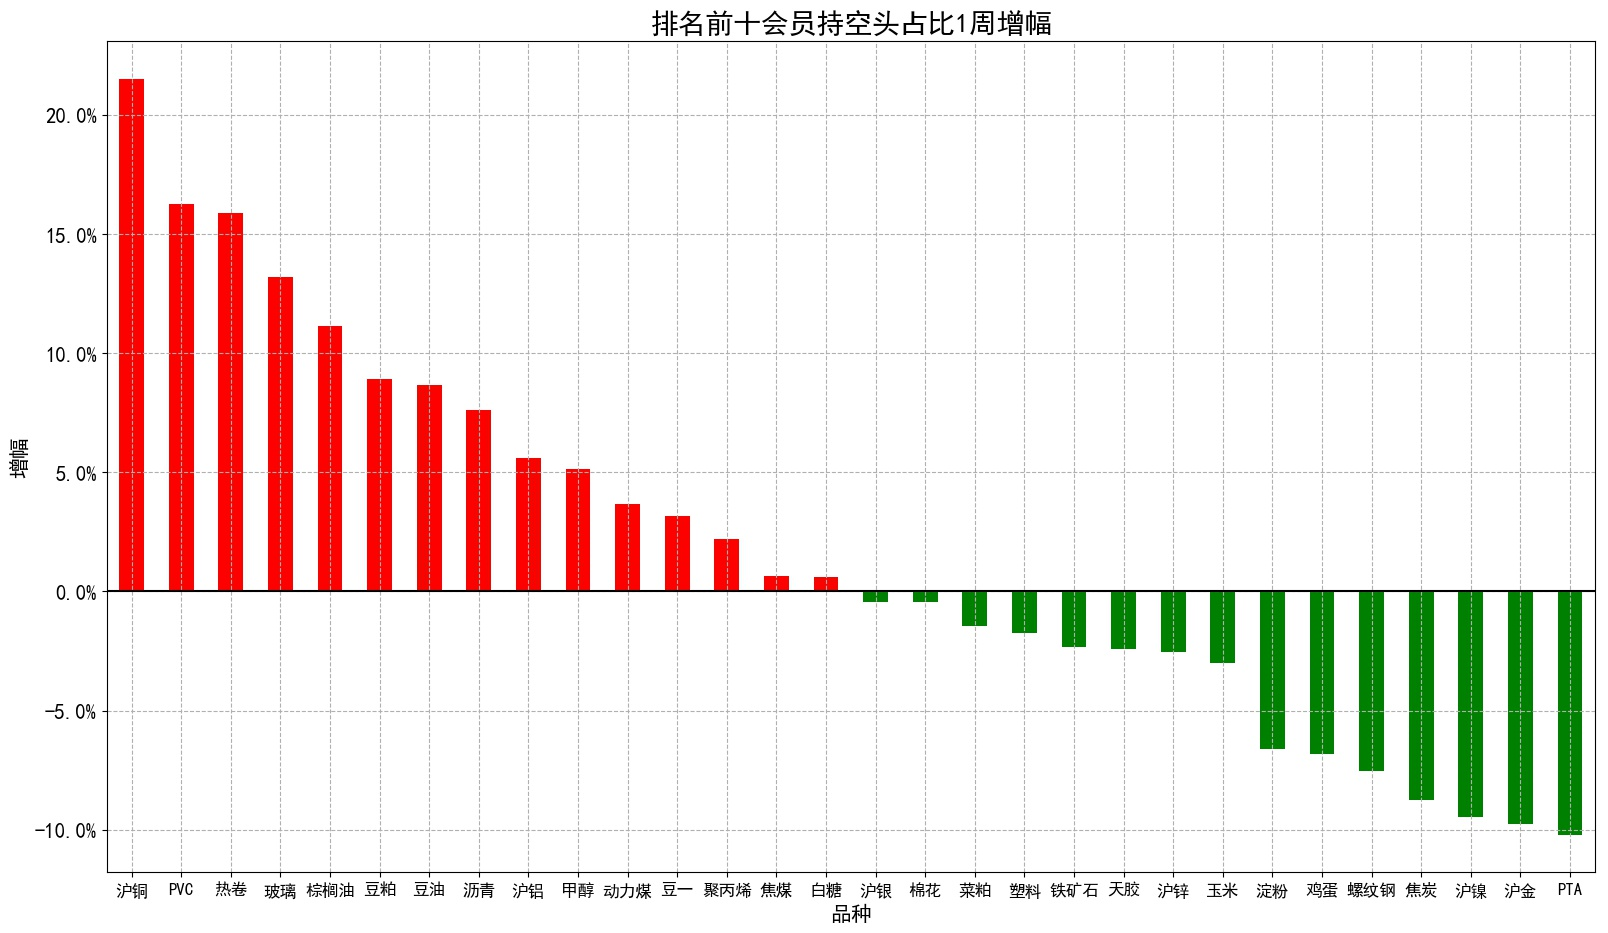 排名前十会员持空头占比1周增幅
增幅
20.0%
15.0%
10.0%
5.0%
0.0%
−5.0%
−10.0%
沪铜 PVC 热卷 玻璃 棕榈油 豆粕 豆油 沥青 沪铝 甲醇 动力煤 豆一 聚丙烯 焦煤 白糖 沪银 棉花 菜粕 塑料 铁矿石 天胶 沪锌 玉米 淀粉 鸡蛋 螺纹钢 焦炭 沪镍 沪金 PTA
品种